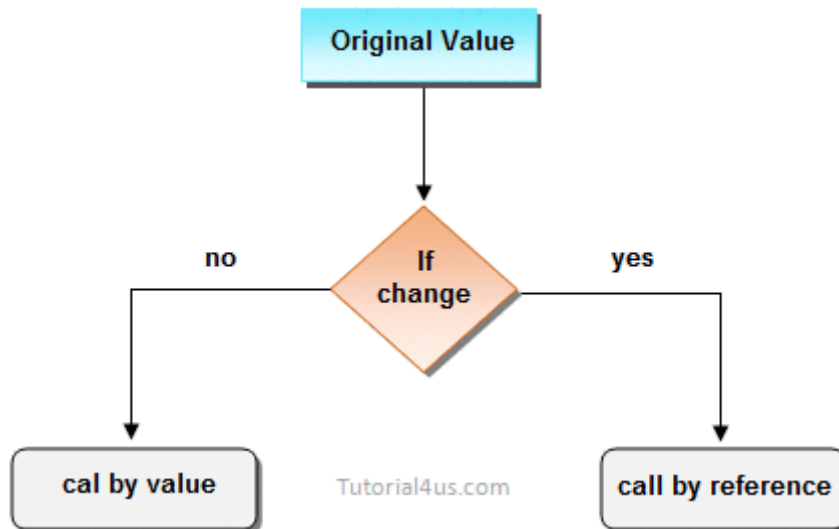 Original Value
If
change
no
yes
cal by value
call by reference
Tutorial4us.com